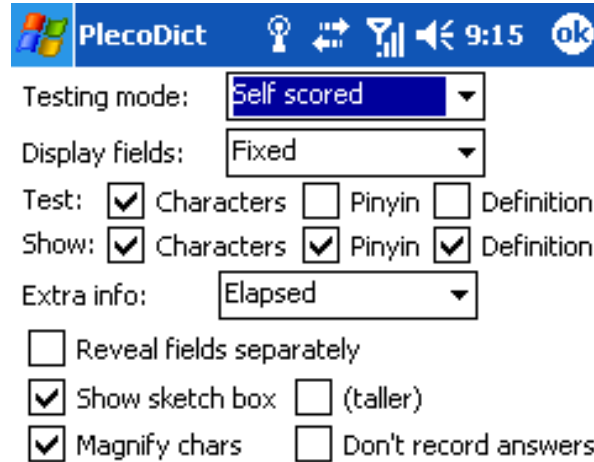 PlecoDict 9:15 ok
Testing mode: Self scored
Display fields: Fixed
Test: Characters Pinyin Definition
Show: Characters Pinyin Definition
Extra info: Elapsed
Reveal fields separately
Show sketch box (taller)
Magnify chars Don't record answers